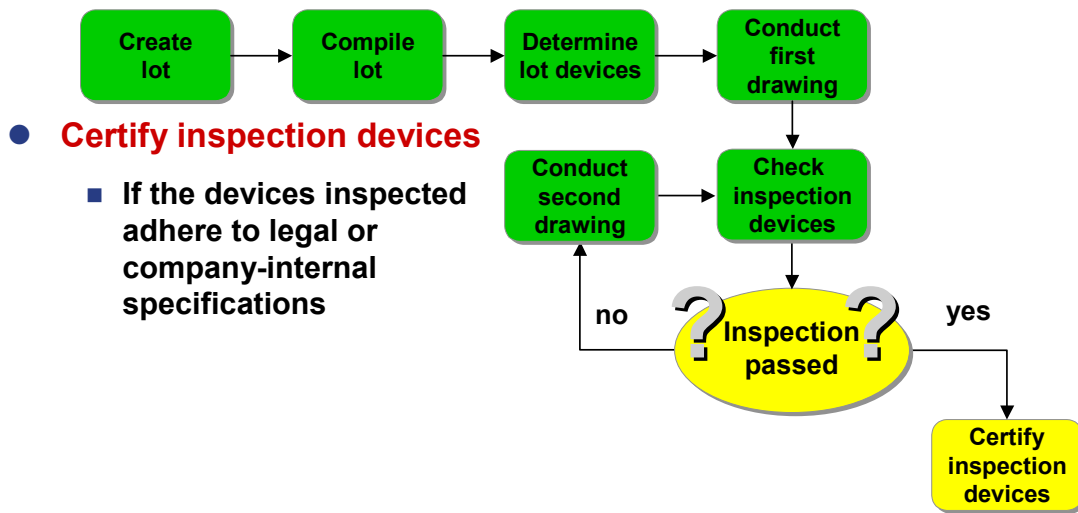 Create
lot
Compile
lot
Determine
lot devices
Conduct
first
drawing
Certify inspection devices
If the devices inspected
adhere to legal or
company-internal
specifications
Conduct
second
drawing
Check
inspection
devices
no
? Inspection ?
passed
yes
Certify
inspection
devices